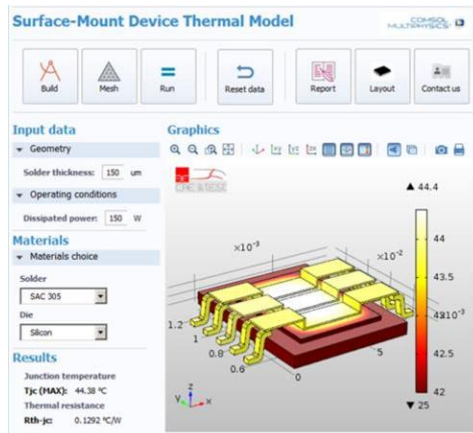 Surface-Mount Device Thermal Model
COMSOL
MULTIPHYSICS
Build
Mesh
Run
Reset data
Report
Layout
Contact us
Input data
Geometry
Solder thickness: 150 um
Operating conditions
Dissipated power: 150 W
Materials
Materials choice
Solder
SAC 305
Die
Silicon
Results
Junction temperature
Tjc (MAX): 44.38 °C
Thermal resistance
Rth-jc: 0.1292 °C/W
Graphics
CAE & TEST
▲ 44.4
44
43.5
43
42.5
42
▼ 25
×10⁻³
×10⁻²
×10⁻³
1.2
1
0.8
0.6
0
5
z
y
x